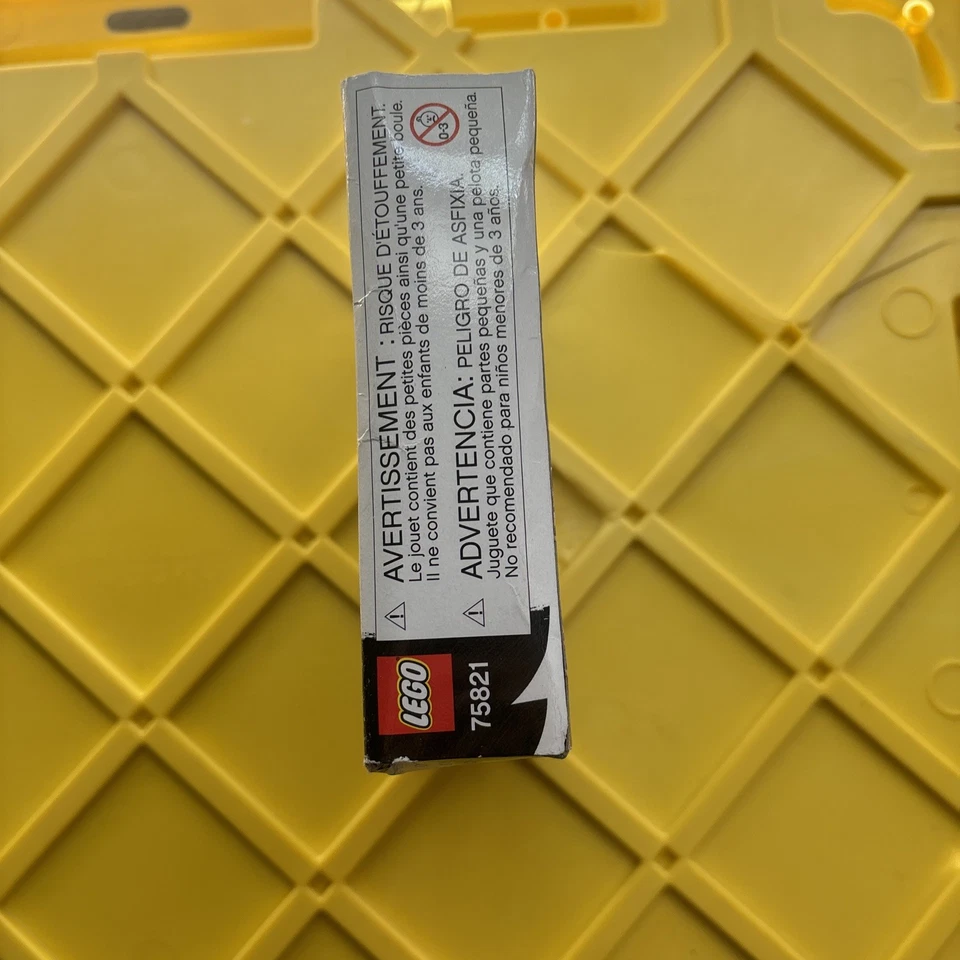 AVERTISSEMENT : RISQUE D'ÉTOUFFEMENT.
Le jouet contient des petites pièces ainsi qu'une petite boule.
Il ne convient pas aux enfants de moins de 3 ans.
0-3
ADVERTENCIA: PELIGRO DE ASFIXIA.
Juguete que contiene partes pequeñas y una pelota pequeña.
No recomendado para niños menores de 3 años.
LEGO
75821